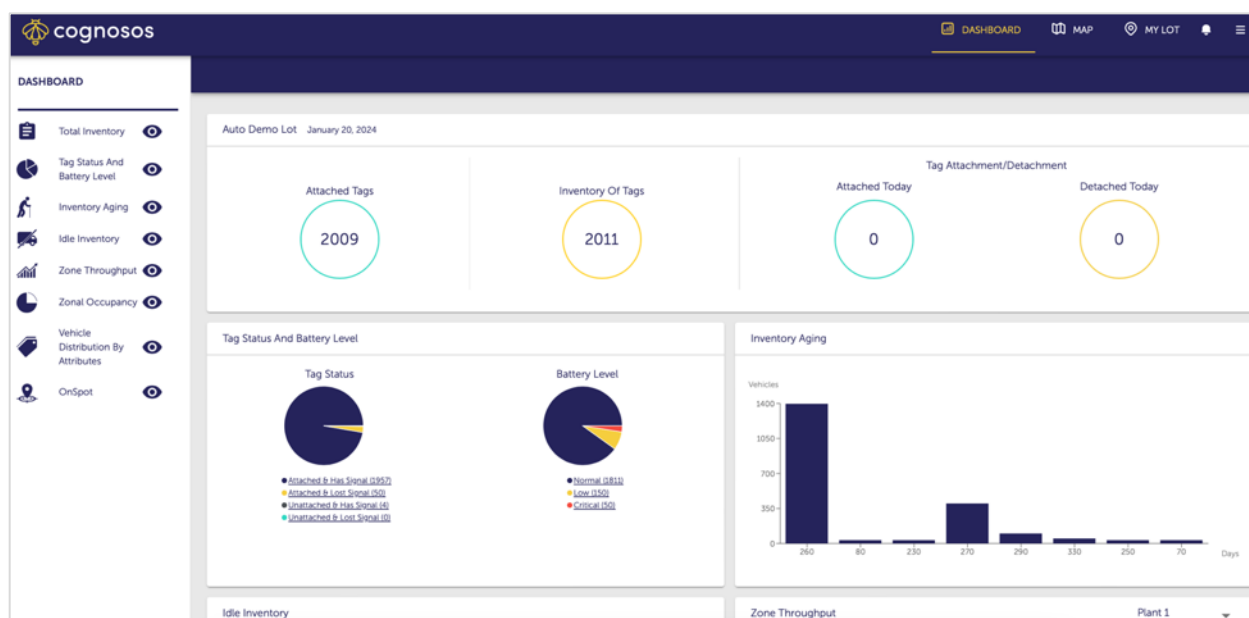 cognosos
DASHBOARD
MAP
MY LOT
DASHBOARD
Total Inventory
Tag Status And
Battery Level
Inventory Aging
Idle Inventory
Zone Throughput
Zonal Occupancy
Vehicle
Distribution By
Attributes
OnSpot
Auto Demo Lot January 20, 2024
Attached Tags
2009
Inventory Of Tags
2011
Tag Attachment/Detachment
Attached Today
0
Detached Today
0
Tag Status And Battery Level
Tag Status
Attached & Has Signal (1957)
Attached & Lost Signal (50)
Unattached & Has Signal (4)
Unattached & Lost Signal (0)
Battery Level
Normal (1811)
Low (150)
Critical (50)
Inventory Aging
Vehicles
1400
1050
700
350
0
260 80 230 270 290 330 250 70 Days
Idle Inventory
Zone Throughput
Plant 1